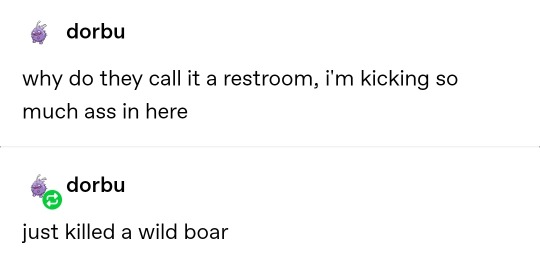 dorbu
why do they call it a restroom, i'm kicking so
much ass in here
dorbu
just killed a wild boar